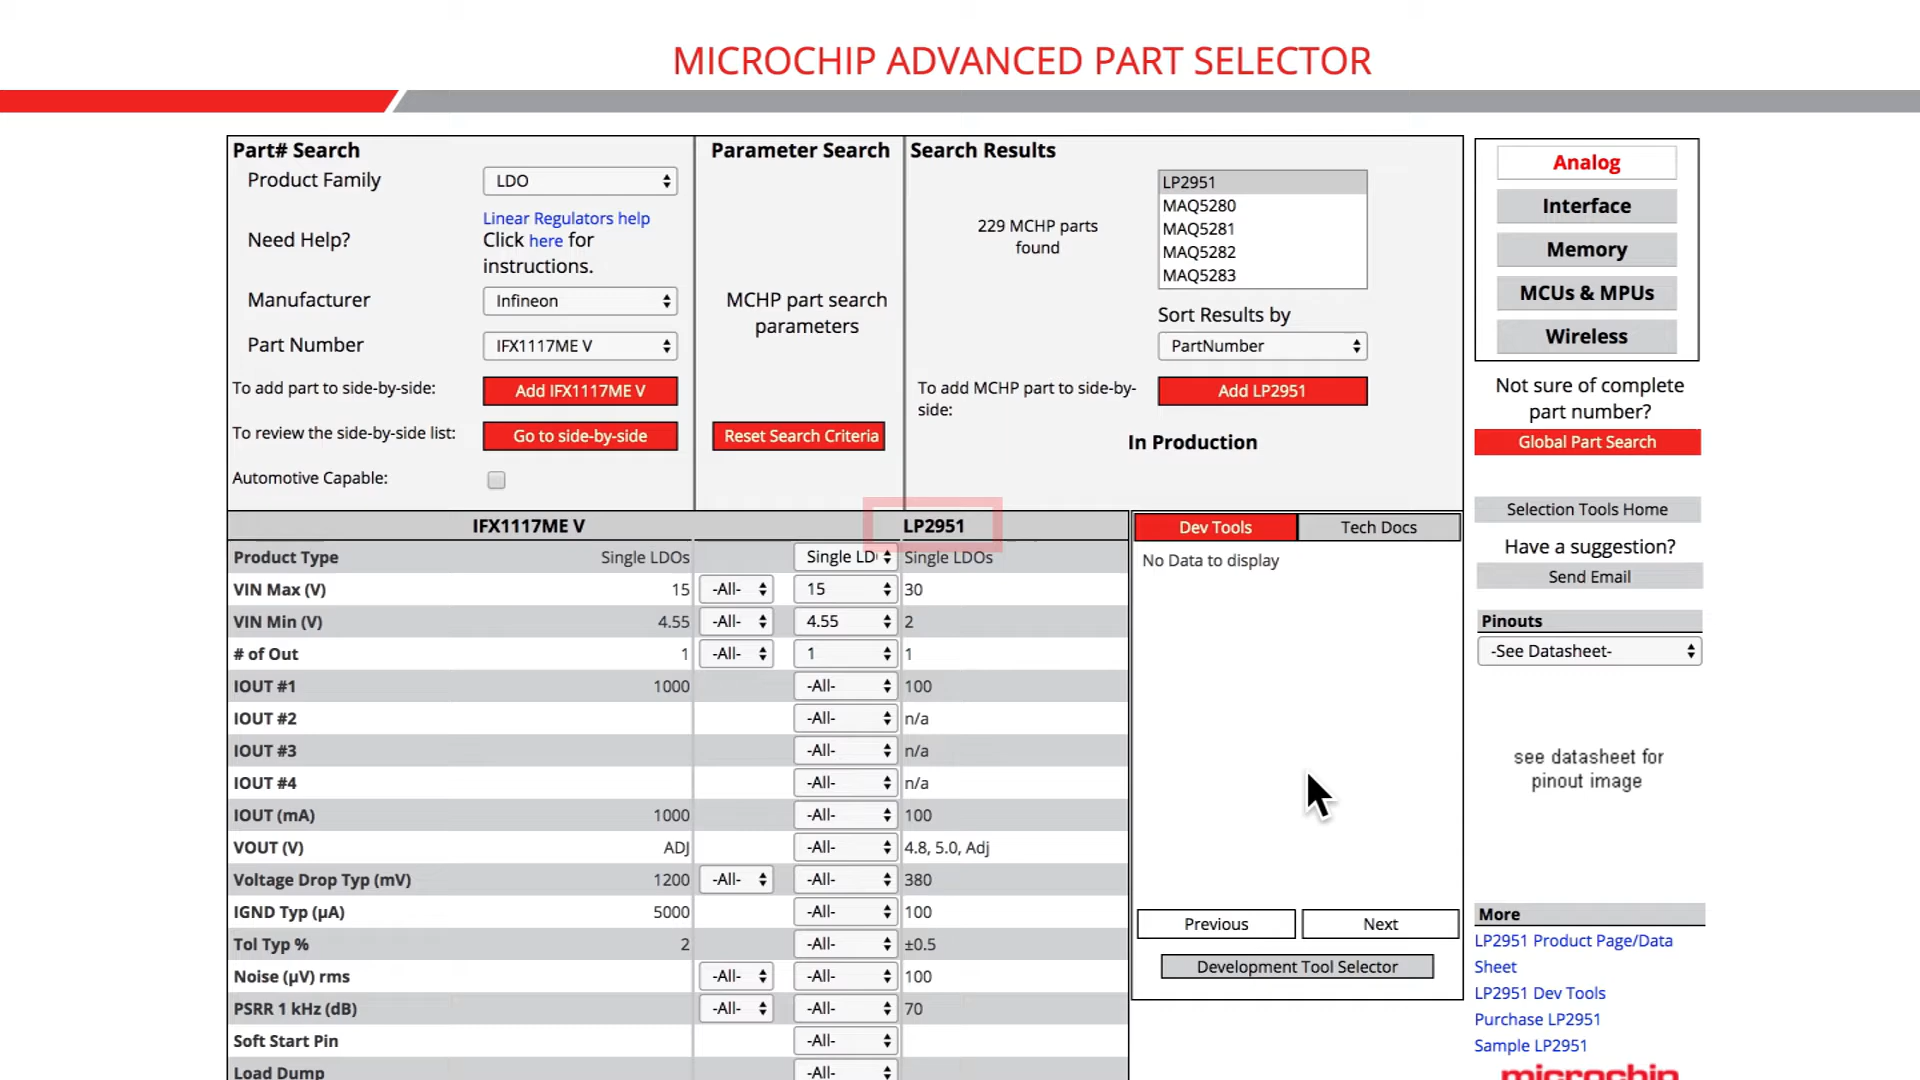 MICROCHIP ADVANCED PART SELECTOR
Part# Search
Product Family
LDO
Linear Regulators help
Need Help?
Click here for
instructions.
Manufacturer
Infineon
Part Number
IFX1117ME V
To add part to side-by-side:
Add IFX1117ME V
To review the side-by-side list:
Go to side-by-side
Automotive Capable:
Parameter Search
MCHP part search
parameters
Reset Search Criteria
Search Results
229 MCHP parts
found
LP2951
MAQ5280
MAQ5281
MAQ5282
MAQ5283
Sort Results by
PartNumber
To add MCHP part to side-by-
side:
Add LP2951
In Production
Analog
Interface
Memory
MCUs & MPUs
Wireless
Not sure of complete
part number?
Global Part Search
Selection Tools Home
Have a suggestion?
Send Email
Pinouts
-See Datasheet-
see datasheet for
pinout image
More
LP2951 Product Page/Data
Sheet
LP2951 Dev Tools
Purchase LP2951
Sample LP2951
microchip
IFX1117ME V LP2951
Product Type Single LDOs Single LD Single LDOs
VIN Max (V) 15 -All- 15 30
VIN Min (V) 4.55 -All- 4.55 2
# of Out 1 -All- 1 1
IOUT #1 1000 -All- 100
IOUT #2 -All- n/a
IOUT #3 -All- n/a
IOUT #4 -All- n/a
IOUT (mA) 1000 -All- 100
VOUT (V) ADJ -All- 4.8, 5.0, Adj
Voltage Drop Typ (mV) 1200 -All- -All- 380
IGND Typ (µA) 5000 -All- 100
Tol Typ % 2 -All- ±0.5
Noise (µV) rms -All- -All- 100
PSRR 1 kHz (dB) -All- -All- 70
Soft Start Pin -All-
Load Dump -All-
Dev Tools
Tech Docs
No Data to display
Previous
Next
Development Tool Selector